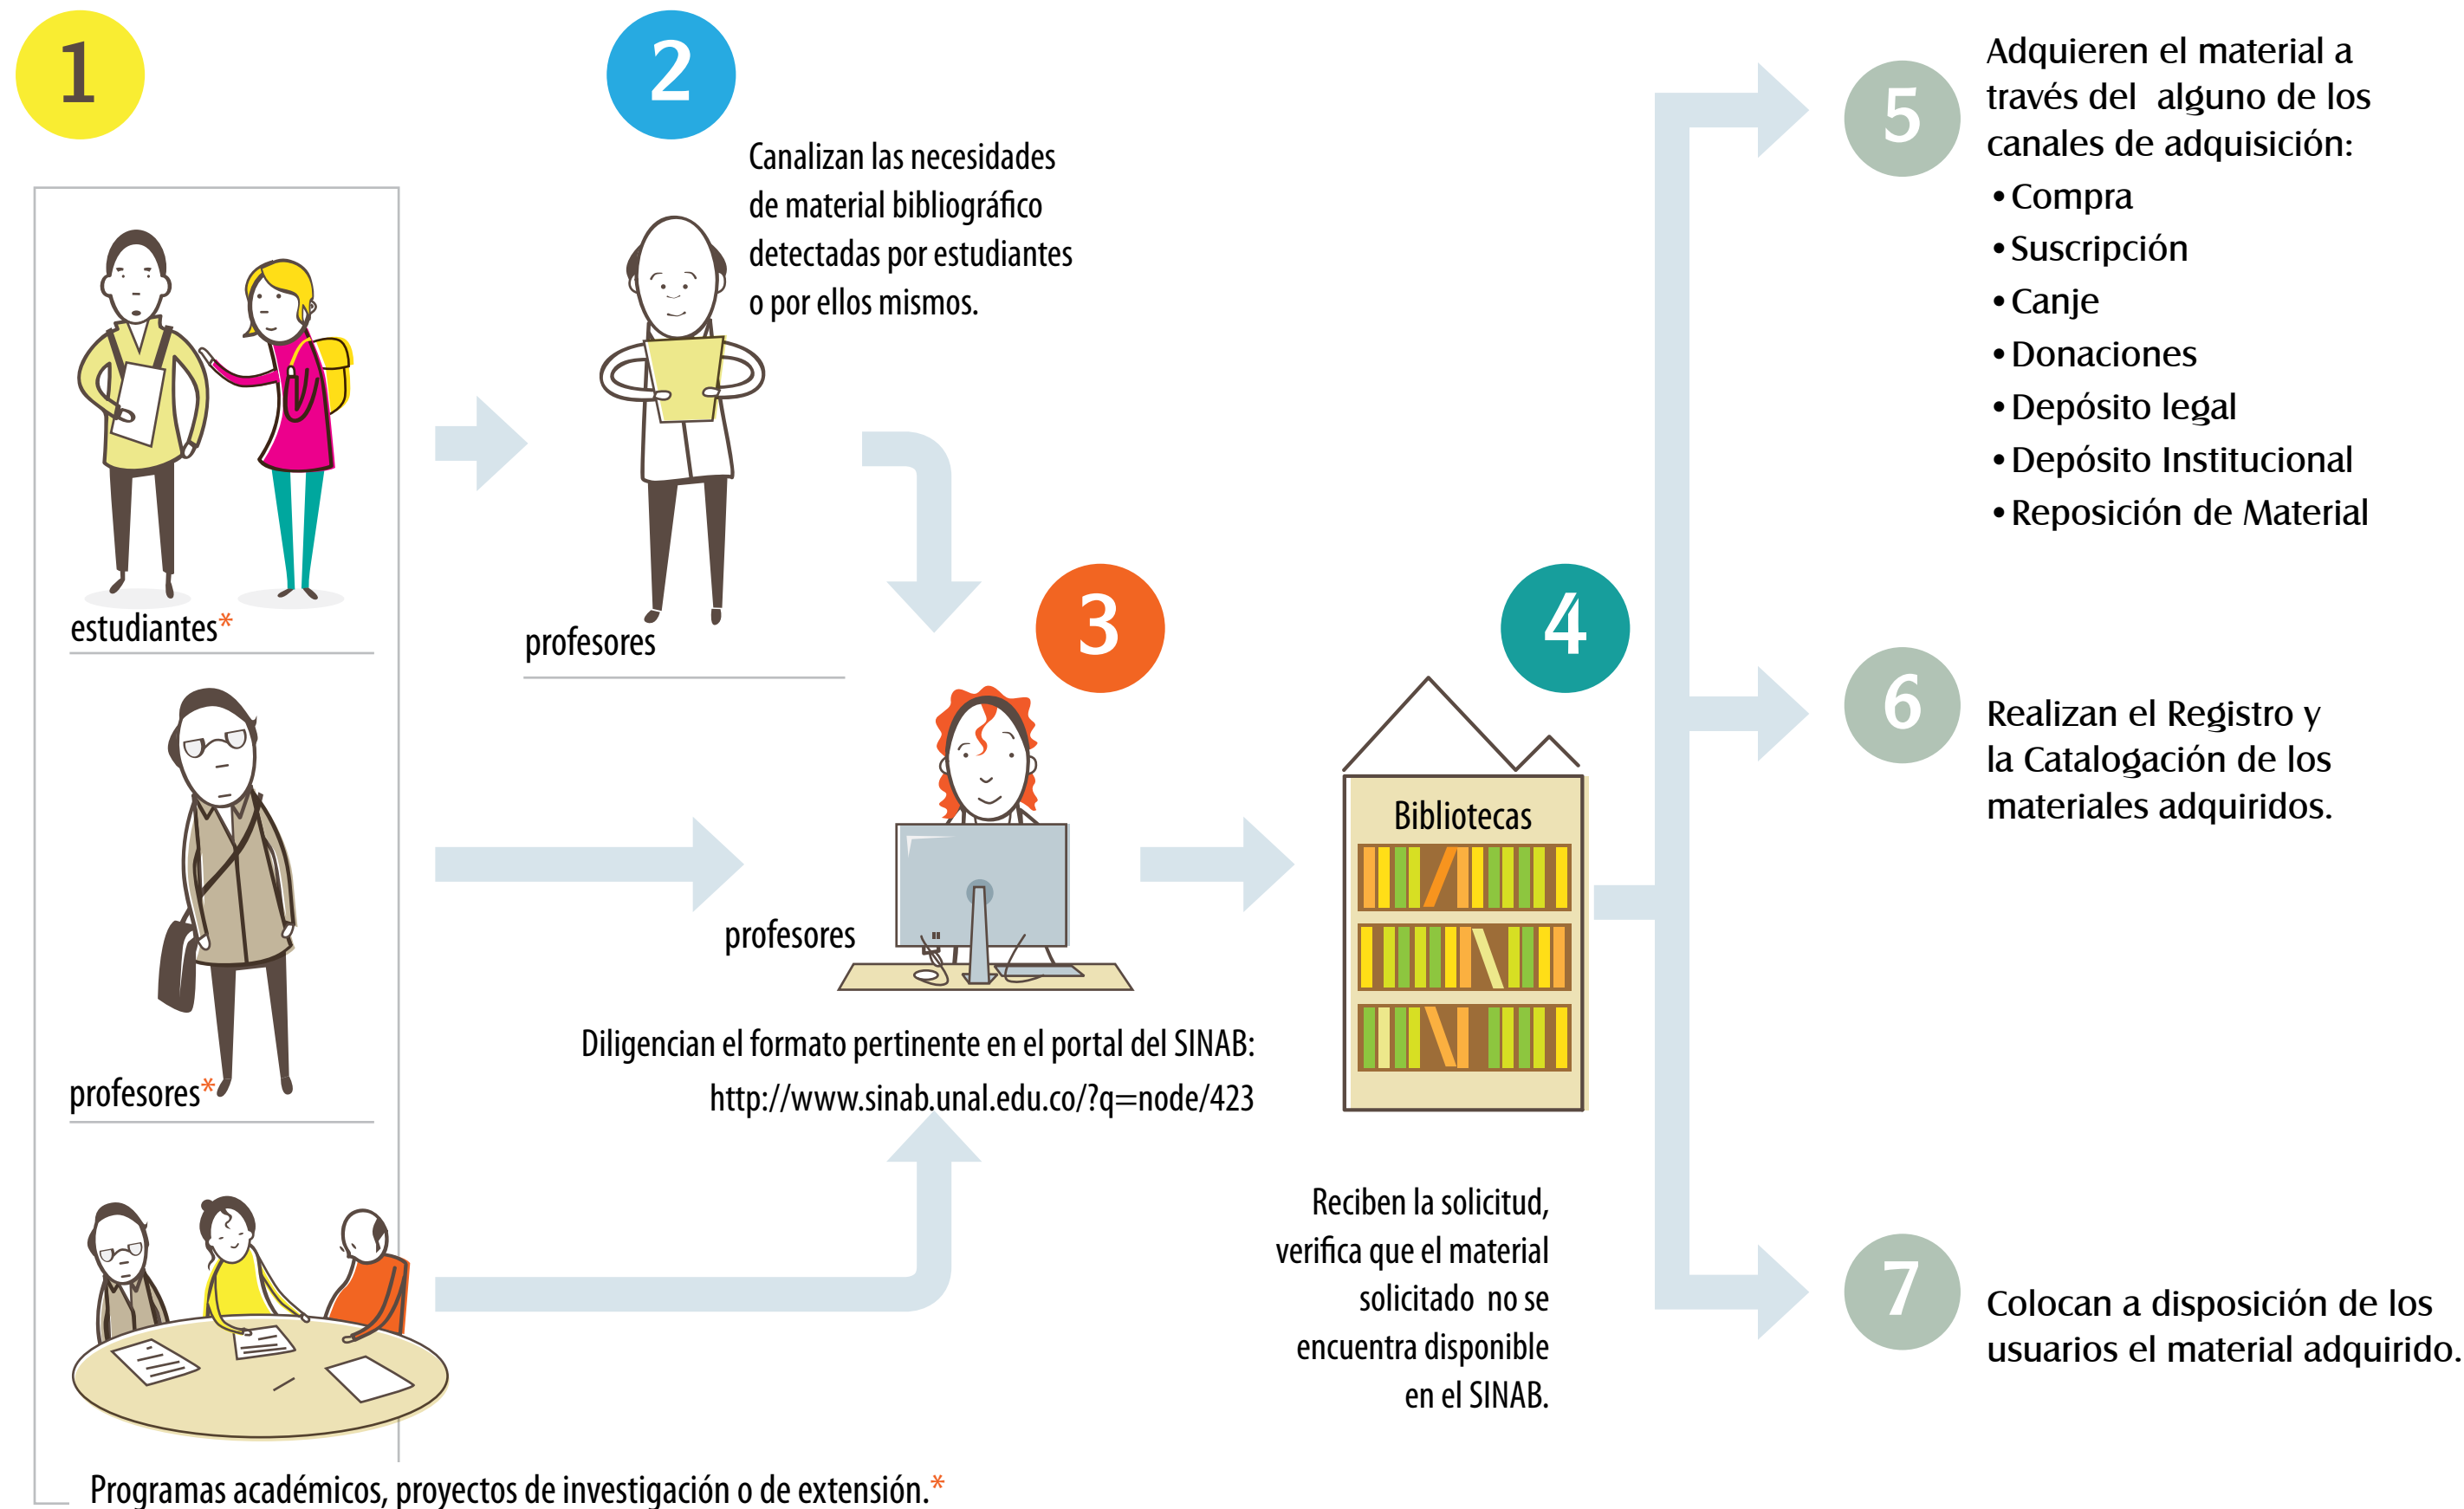 1
estudiantes*
profesores*
Programas académicos, proyectos de investigación o de extensión.*
2
Canalizan las necesidades
de material bibliográfico
detectadas por estudiantes
o por ellos mismos.
profesores
3
profesores
Diligencian el formato pertinente en el portal del SINAB:
http://www.sinab.unal.edu.co/?q=node/423
4
Bibliotecas
Reciben la solicitud,
verifica que el material
solicitado no se
encuentra disponible
en el SINAB.
5
Adquieren el material a
través del alguno de los
canales de adquisición:
•Compra
•Suscripción
•Canje
•Donaciones
•Depósito legal
•Depósito Institucional
•Reposición de Material
6
Realizan el Registro y
la Catalogación de los
materiales adquiridos.
7
Colocan a disposición de los
usuarios el material adquirido.